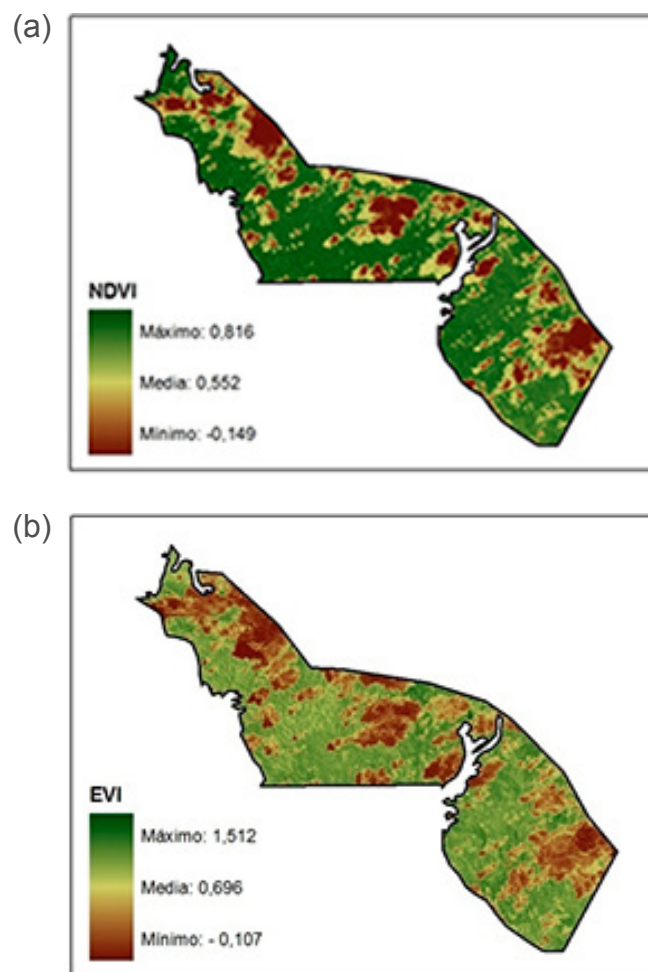 (a)
NDVI
Máximo: 0,816
Media: 0,552
Mínimo: -0,149
(b)
EVI
Máximo: 1,512
Media: 0,696
Mínimo: - 0,107